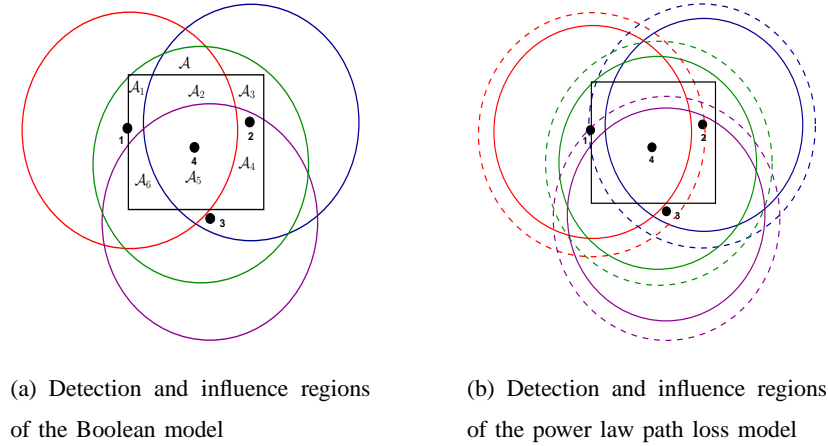 𝒜
𝒜₁ 𝒜₂ 𝒜₃
1 2
4 𝒜₄
𝒜₆ 𝒜₅
3
1 2
4
3
(a) Detection and influence regions
of the Boolean model
(b) Detection and influence regions
of the power law path loss model